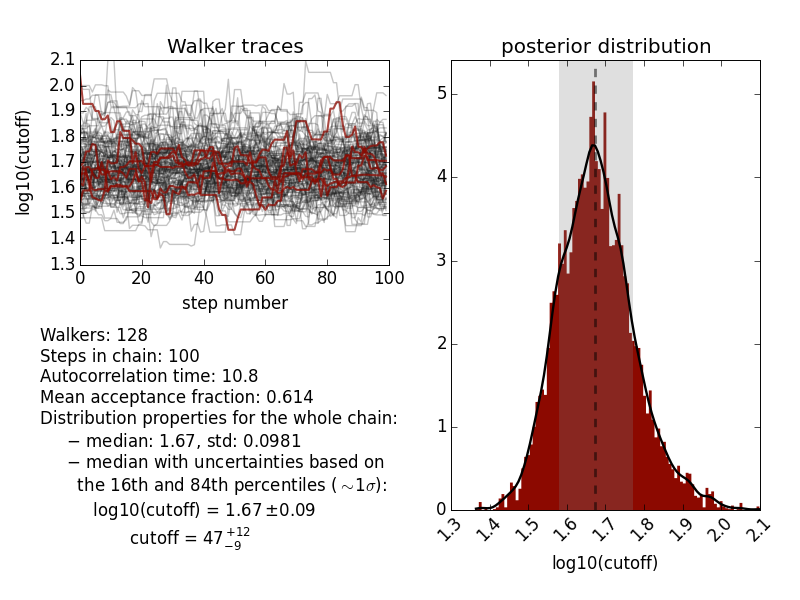 Walker traces
2.1
2.0
1.9
1.8
1.7
1.6
1.5
1.4
1.3
log10(cutoff)
0 20 40 60 80 100
step number
Walkers: 128
Steps in chain: 100
Autocorrelation time: 10.8
Mean acceptance fraction: 0.614
Distribution properties for the whole chain:
− median: 1.67, std: 0.0981
− median with uncertainties based on
the 16th and 84th percentiles (∼1σ):
log10(cutoff) = 1.67±0.09
cutoff = 47 +12 −9
posterior distribution
5
4
3
2
1
0
1.3 1.4 1.5 1.6 1.7 1.8 1.9 2.0 2.1
log10(cutoff)